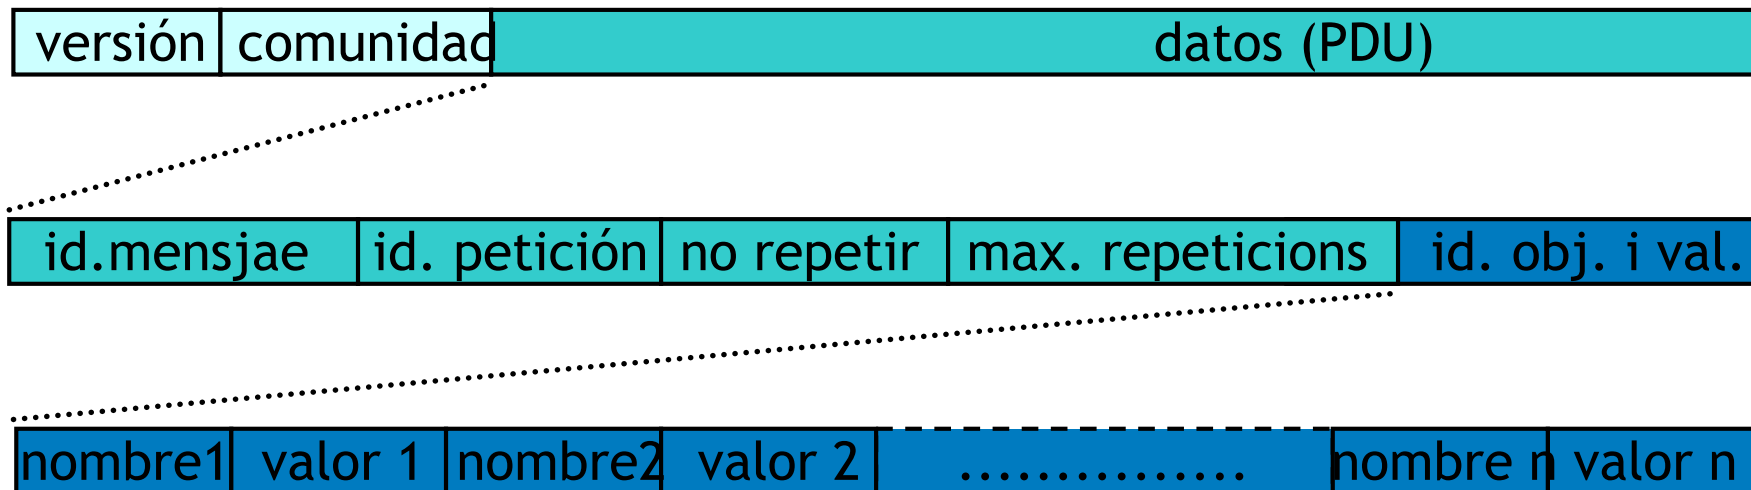 versión comunidad datos (PDU)
id.mensjae id. petición no repetir max. repeticions id. obj. i val.
nombre1 valor 1 nombre2 valor 2 ............... nombre n valor n